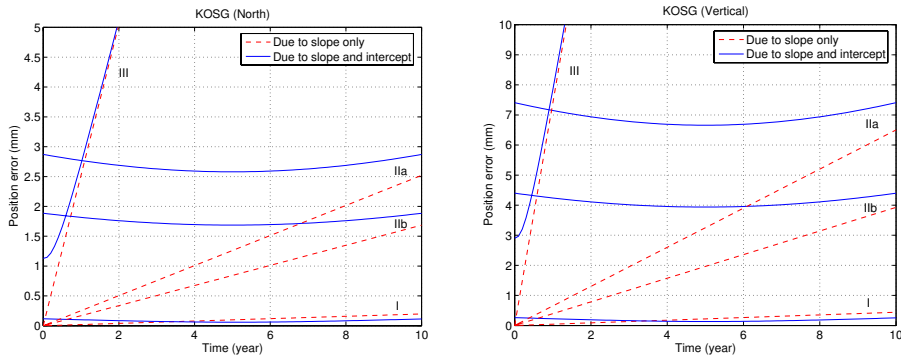 KOSG (North)
Due to slope only
Due to slope and intercept
III
IIa
IIb
I
5
4.5
4
3.5
3
2.5
2
1.5
1
0.5
0
0 2 4 6 8 10
Position error (mm)
Time (year)
KOSG (Vertical)
Due to slope only
Due to slope and intercept
III
IIa
IIb
I
10
9
8
7
6
5
4
3
2
1
0
0 2 4 6 8 10
Position error (mm)
Time (year)